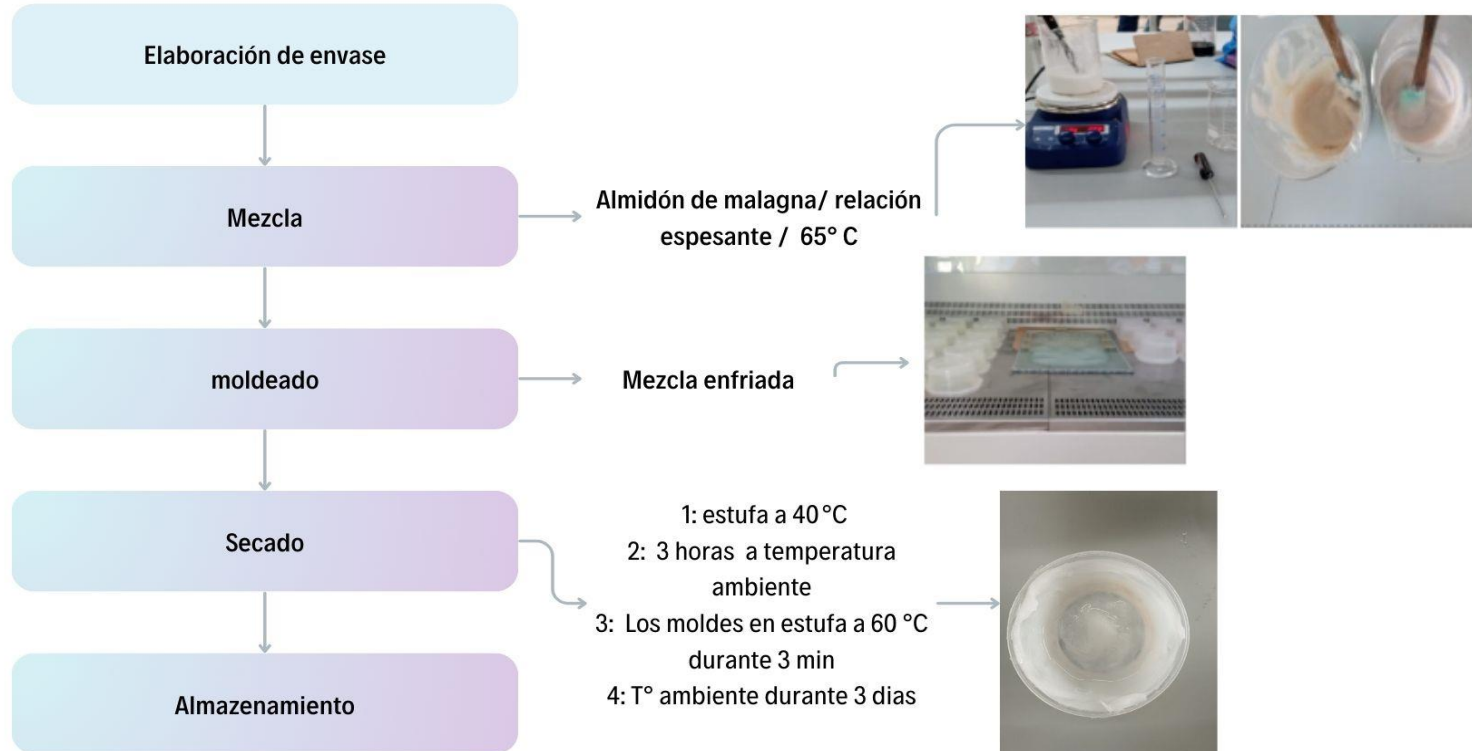 Elaboración de envase
Mezcla
Almidón de malagna/ relación
espesante / 65° C
moldeado
Mezcla enfriada
Secado
1: estufa a 40°C
2: 3 horas a temperatura
ambiente
3: Los moldes en estufa a 60 °C
durante 3 min
4: T° ambiente durante 3 dias
Almazenamiento